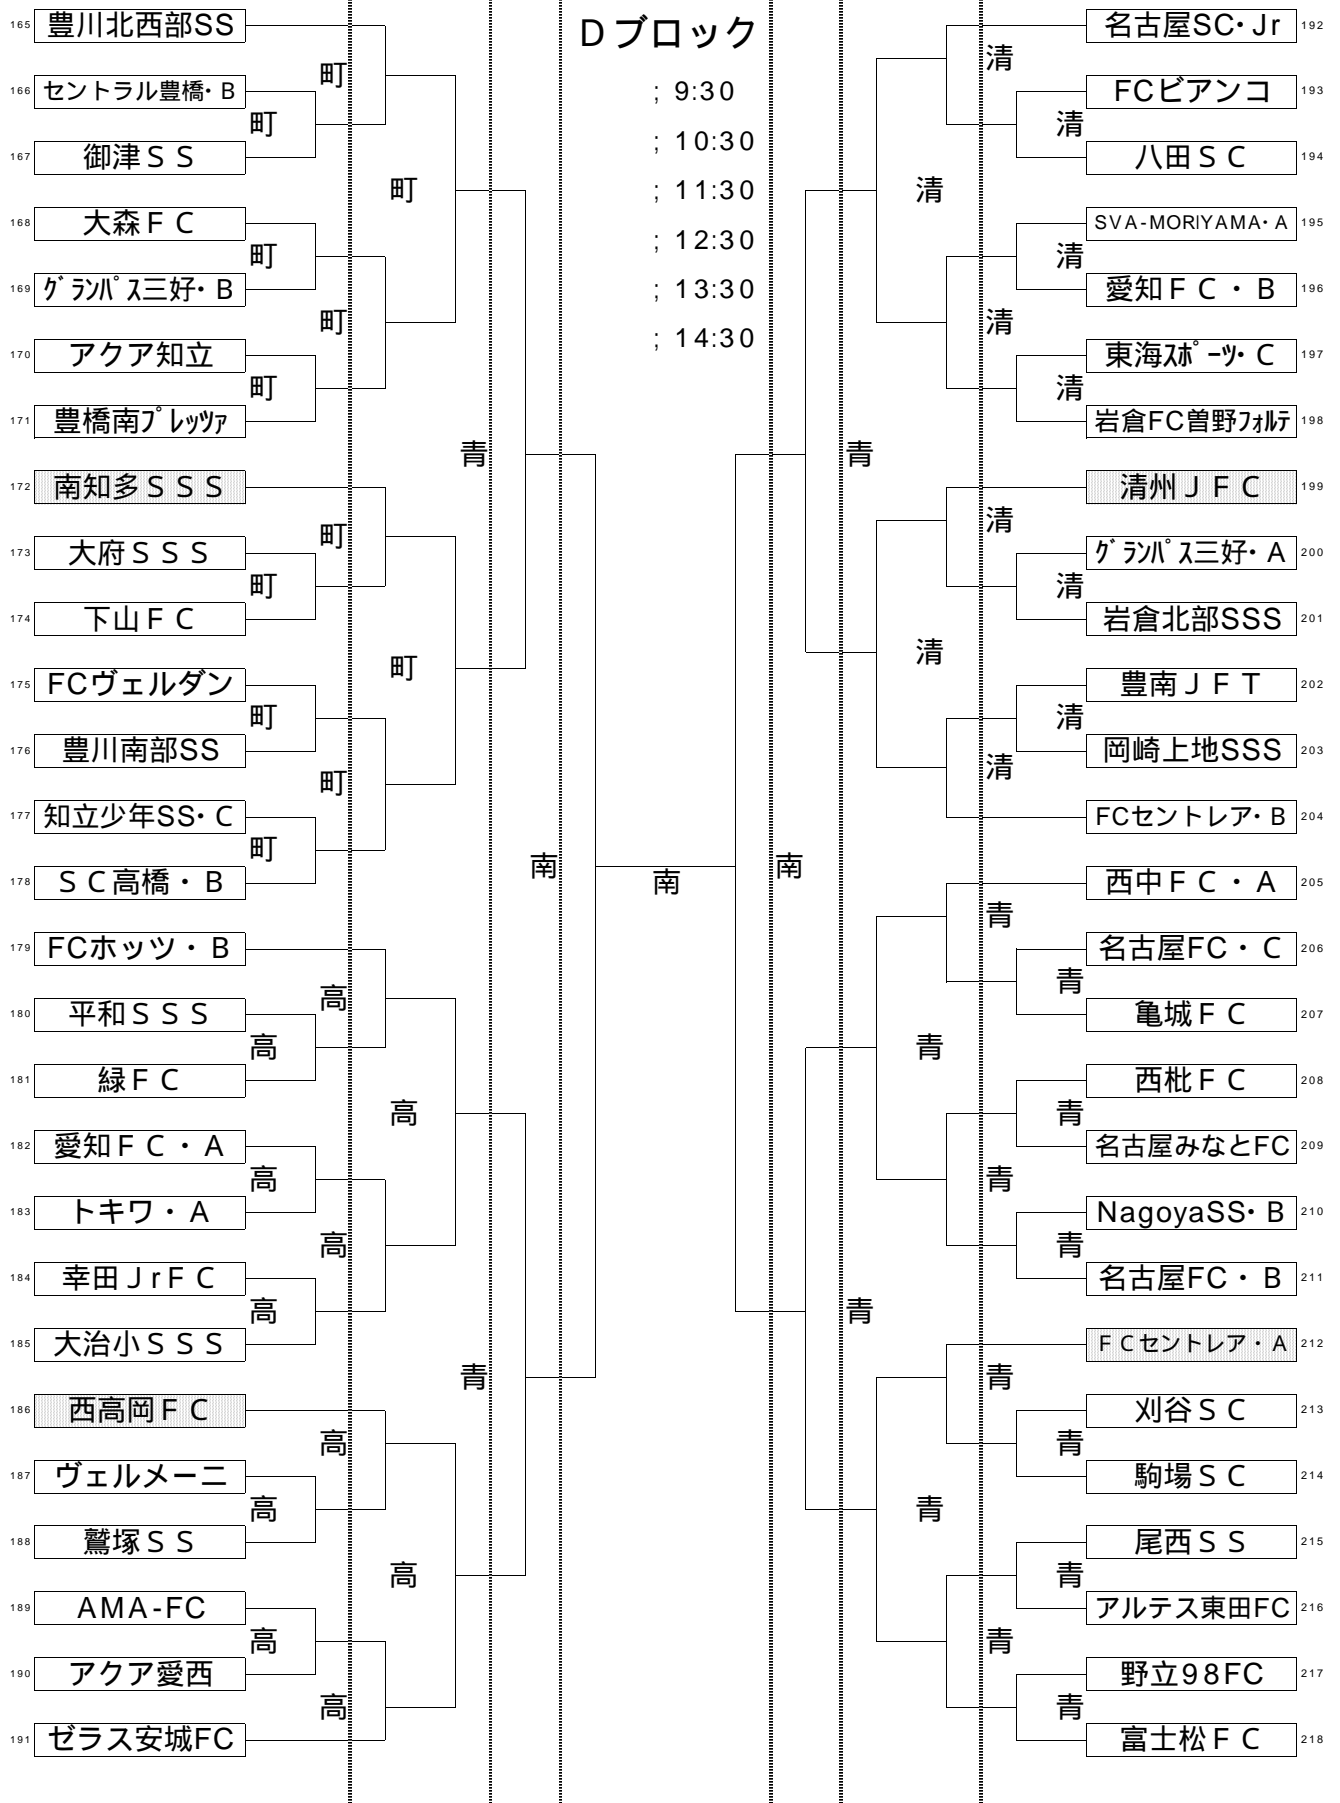 Dブロック
; 9:30
; 10:30
; 11:30
; 12:30
; 13:30
; 14:30
165 豊川北西部SS
町
166 セントラル豊橋・B
町
167 御津ＳＳ
町
168 大森ＦＣ
町
169 ｸﾞﾗﾝﾊﾟｽ三好・B
町
170 アクア知立
町
171 豊橋南ﾌﾟﾚｯﾂｧ
青
172 南知多ＳＳＳ
町
173 大府ＳＳＳ
町
174 下山ＦＣ
町
175 FCヴェルダン
町
176 豊川南部SS
町
177 知立少年SS・C
町
178 ＳＣ高橋・B
南
179 FCホッツ・B
高
180 平和ＳＳＳ
高
181 緑ＦＣ
高
182 愛知ＦＣ・A
高
183 トキワ・A
高
184 幸田ＪrＦＣ
高
185 大治小ＳＳＳ
青
186 西高岡ＦＣ
高
187 ヴェルメーニ
高
188 鷲塚ＳＳ
高
189 AMA-FC
高
190 アクア愛西
高
191 ゼラス安城FC
南
名古屋SC・Jr 192
清
FCビアンコ 193
清
八田ＳＣ 194
清
SVA-MORIYAMA・A 195
清
愛知ＦＣ・B 196
清
東海ｽﾎﾟｰﾂ・C 197
清
岩倉FC曽野ﾌｫﾙﾃ 198
青
清州ＪＦＣ 199
清
ｸﾞﾗﾝﾊﾟｽ三好・A 200
清
岩倉北部SSS 201
清
豊南ＪＦＴ 202
清
岡崎上地SSS 203
清
FCセントレア・B 204
南
西中ＦＣ・A 205
青
名古屋FC・C 206
青
亀城ＦＣ 207
青
西枇ＦＣ 208
青
名古屋みなとFC 209
青
NagoyaSS・B 210
青
名古屋FC・B 211
青
ＦＣセントレア・A 212
青
刈谷ＳＣ 213
青
駒場ＳＣ 214
青
尾西ＳＳ 215
青
アルテス東田FC 216
青
野立98FC 217
青
富士松ＦＣ 218